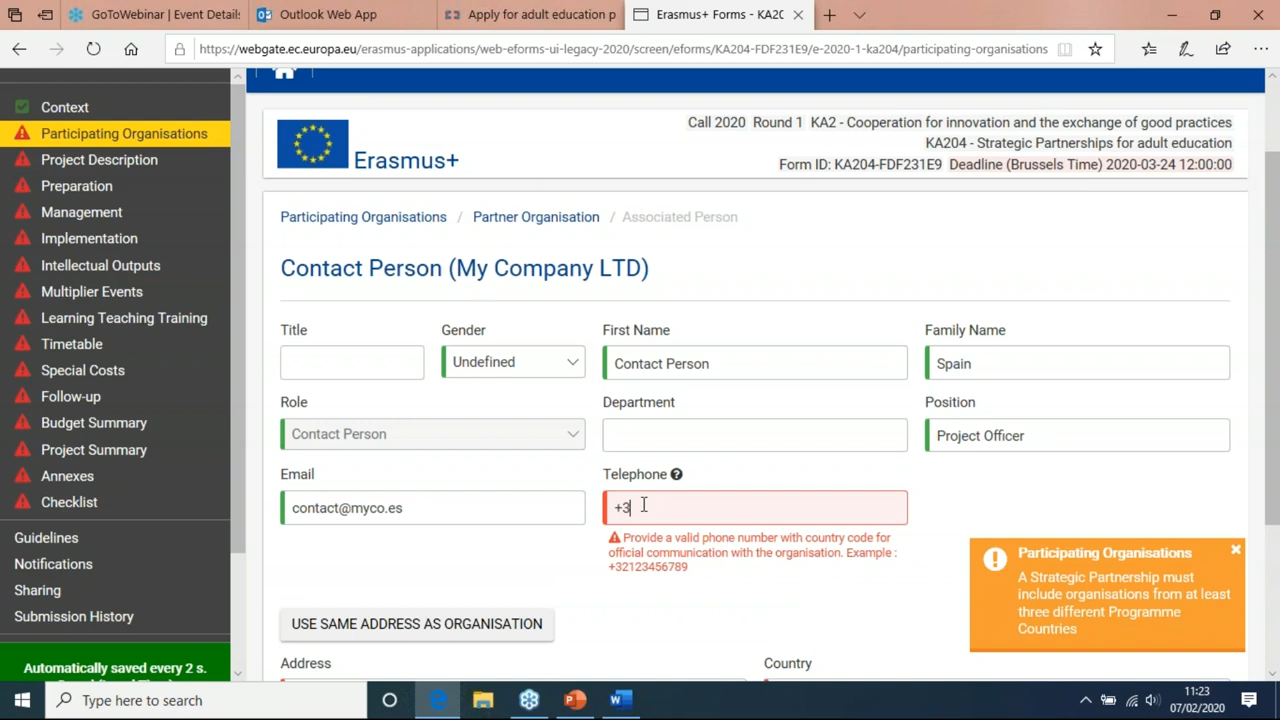 GoToWebinar | Event Details
Outlook Web App
Apply for adult education p
Erasmus+ Forms - KA20
https://webgate.ec.europa.eu/erasmus-applications/web-eforms-ui-legacy-2020/screen/eforms/KA204-FDF231E9/e-2020-1-ka204/participating-organisations
Context
Participating Organisations
Project Description
Preparation
Management
Implementation
Intellectual Outputs
Multiplier Events
Learning Teaching Training
Timetable
Special Costs
Follow-up
Budget Summary
Project Summary
Annexes
Checklist
Guidelines
Notifications
Sharing
Submission History
Automatically saved every 2 s.
Erasmus+
Call 2020 Round 1 KA2 - Cooperation for innovation and the exchange of good practices
KA204 - Strategic Partnerships for adult education
Form ID: KA204-FDF231E9 Deadline (Brussels Time) 2020-03-24 12:00:00
Participating Organisations / Partner Organisation / Associated Person
Contact Person (My Company LTD)
Title Gender First Name Family Name
Undefined Contact Person Spain
Role Department Position
Contact Person Project Officer
Email Telephone
contact@myco.es +3
Provide a valid phone number with country code for
official communication with the organisation. Example :
+32123456789
Participating Organisations
A Strategic Partnership must
include organisations from at least
three different Programme
Countries
USE SAME ADDRESS AS ORGANISATION
Address Country
Type here to search
11:23
07/02/2020